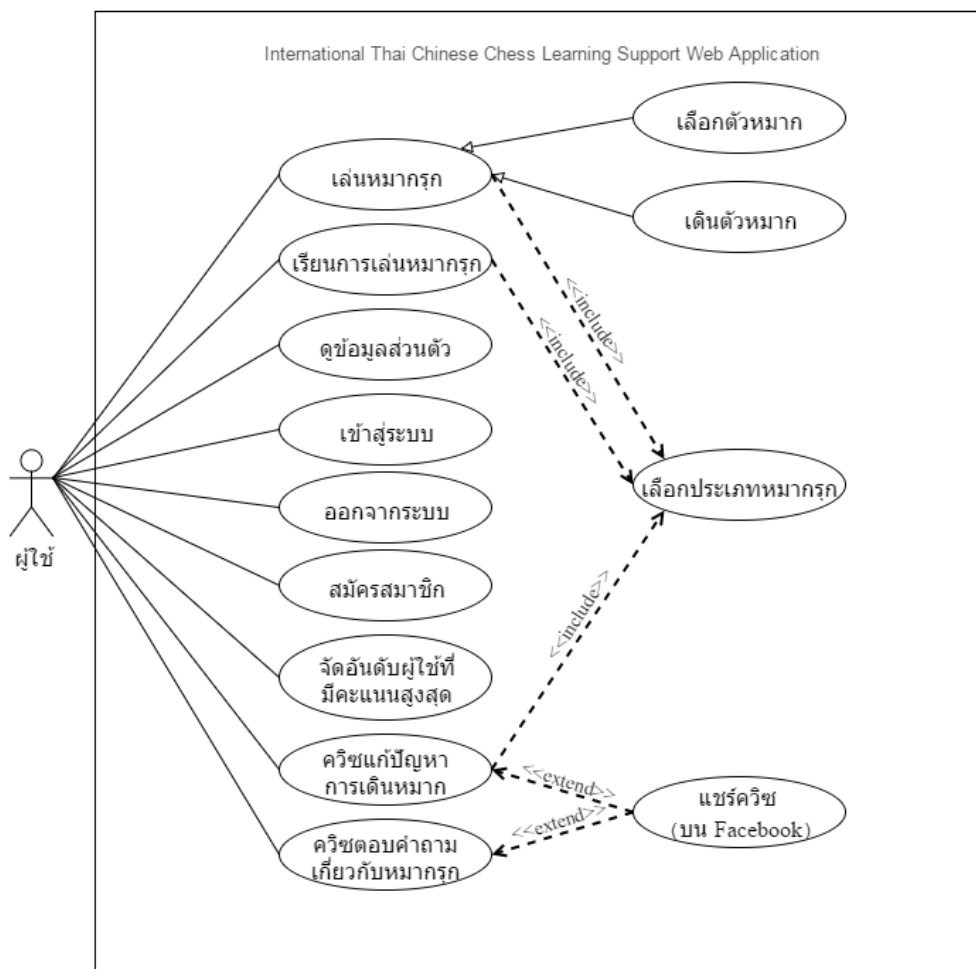 International Thai Chinese Chess Learning Support Web Application
เลือกตัวหมาก
เล่นหมากรุก
เดินตัวหมาก
เรียนการเล่นหมากรุก
<<include>>
<<include>>
ดูข้อมูลส่วนตัว
เข้าสู่ระบบ
เลือกประเภทหมากรุก
ออกจากระบบ
ผู้ใช้
สมัครสมาชิก
<<include>>
จัดอันดับผู้ใช้ที่
มีคะแนนสูงสุด
ควิซแก้ปัญหา
การเดินหมาก
<<extend>>
แชร์ควิซ
(บน Facebook)
<<extend>>
ควิซตอบคำถาม
เกี่ยวกับหมากรุก